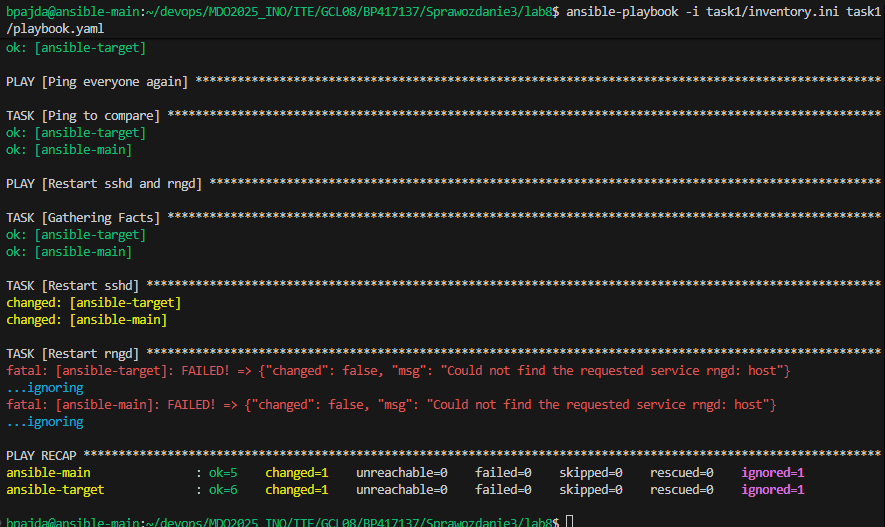 bpajda@ansible-main:~/devops/MDO2025_INO/ITE/GCL08/BP417137/Sprawozdanie3/lab8$ ansible-playbook -i task1/inventory.ini task1
/playbook.yaml
ok: [ansible-target]
PLAY [Ping everyone again] **************************************************************************************************
TASK [Ping to compare] ******************************************************************************************************
ok: [ansible-target]
ok: [ansible-main]
PLAY [Restart sshd and rngd] ************************************************************************************************
TASK [Gathering Facts] ******************************************************************************************************
ok: [ansible-target]
ok: [ansible-main]
TASK [Restart sshd] *********************************************************************************************************
changed: [ansible-target]
changed: [ansible-main]
TASK [Restart rngd] *********************************************************************************************************
fatal: [ansible-target]: FAILED! => {"changed": false, "msg": "Could not find the requested service rngd: host"}
...ignoring
fatal: [ansible-main]: FAILED! => {"changed": false, "msg": "Could not find the requested service rngd: host"}
...ignoring
PLAY RECAP ******************************************************************************************************************
ansible-main               : ok=5    changed=1    unreachable=0    failed=0    skipped=0    rescued=0    ignored=1
ansible-target             : ok=6    changed=1    unreachable=0    failed=0    skipped=0    rescued=0    ignored=1
bpajda@ansible-main:~/devops/MDO2025_INO/ITE/GCL08/BP417137/Sprawozdanie3/lab8$